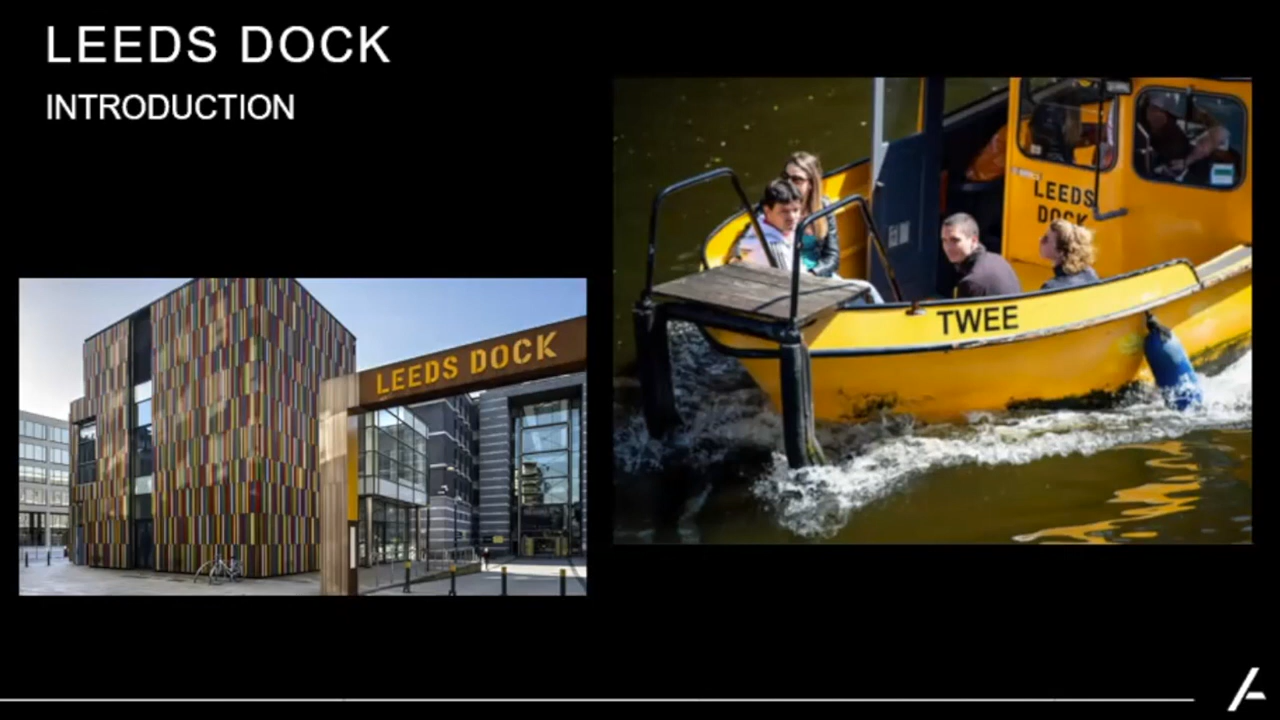 LEEDS DOCK
INTRODUCTION
LEEDS DOCK
LEEDS
DOCK
TWEE